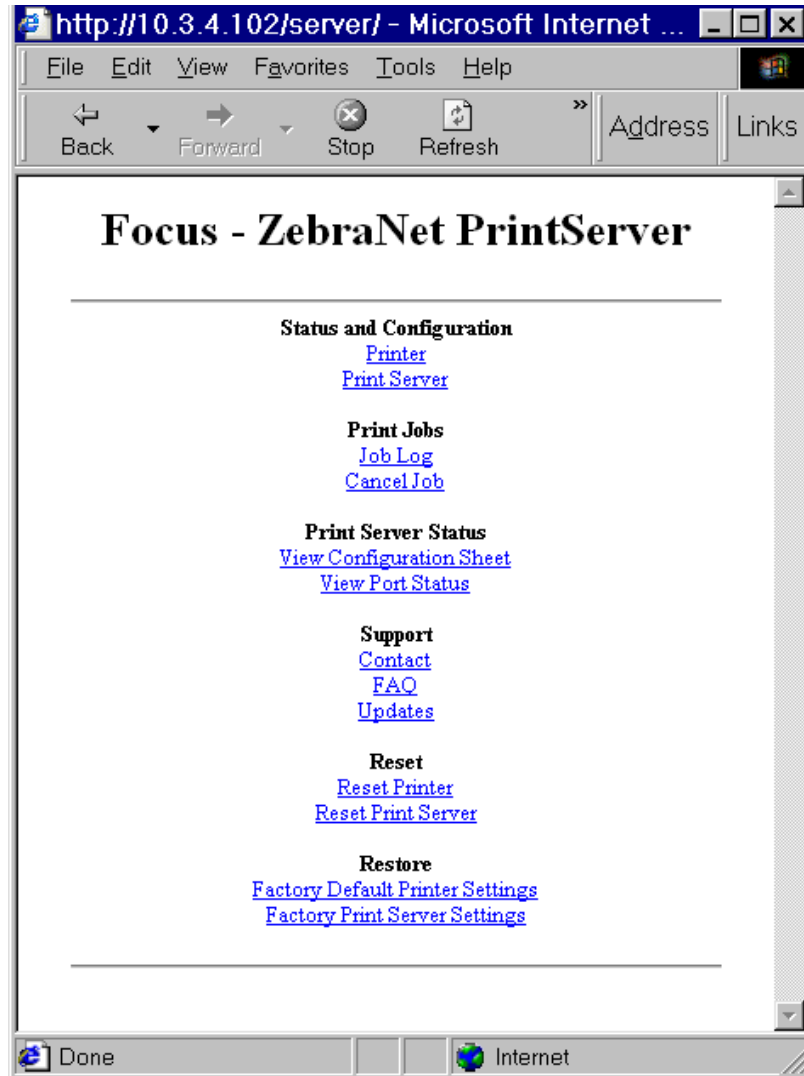 http://10.3.4.102/server/ - Microsoft Internet ...
File Edit View Favorites Tools Help
Back Forward Stop Refresh » Address Links
Focus - ZebraNet PrintServer
Status and Configuration
Printer
Print Server
Print Jobs
Job Log
Cancel Job
Print Server Status
View Configuration Sheet
View Port Status
Support
Contact
FAQ
Updates
Reset
Reset Printer
Reset Print Server
Restore
Factory Default Printer Settings
Factory Print Server Settings
Done Internet